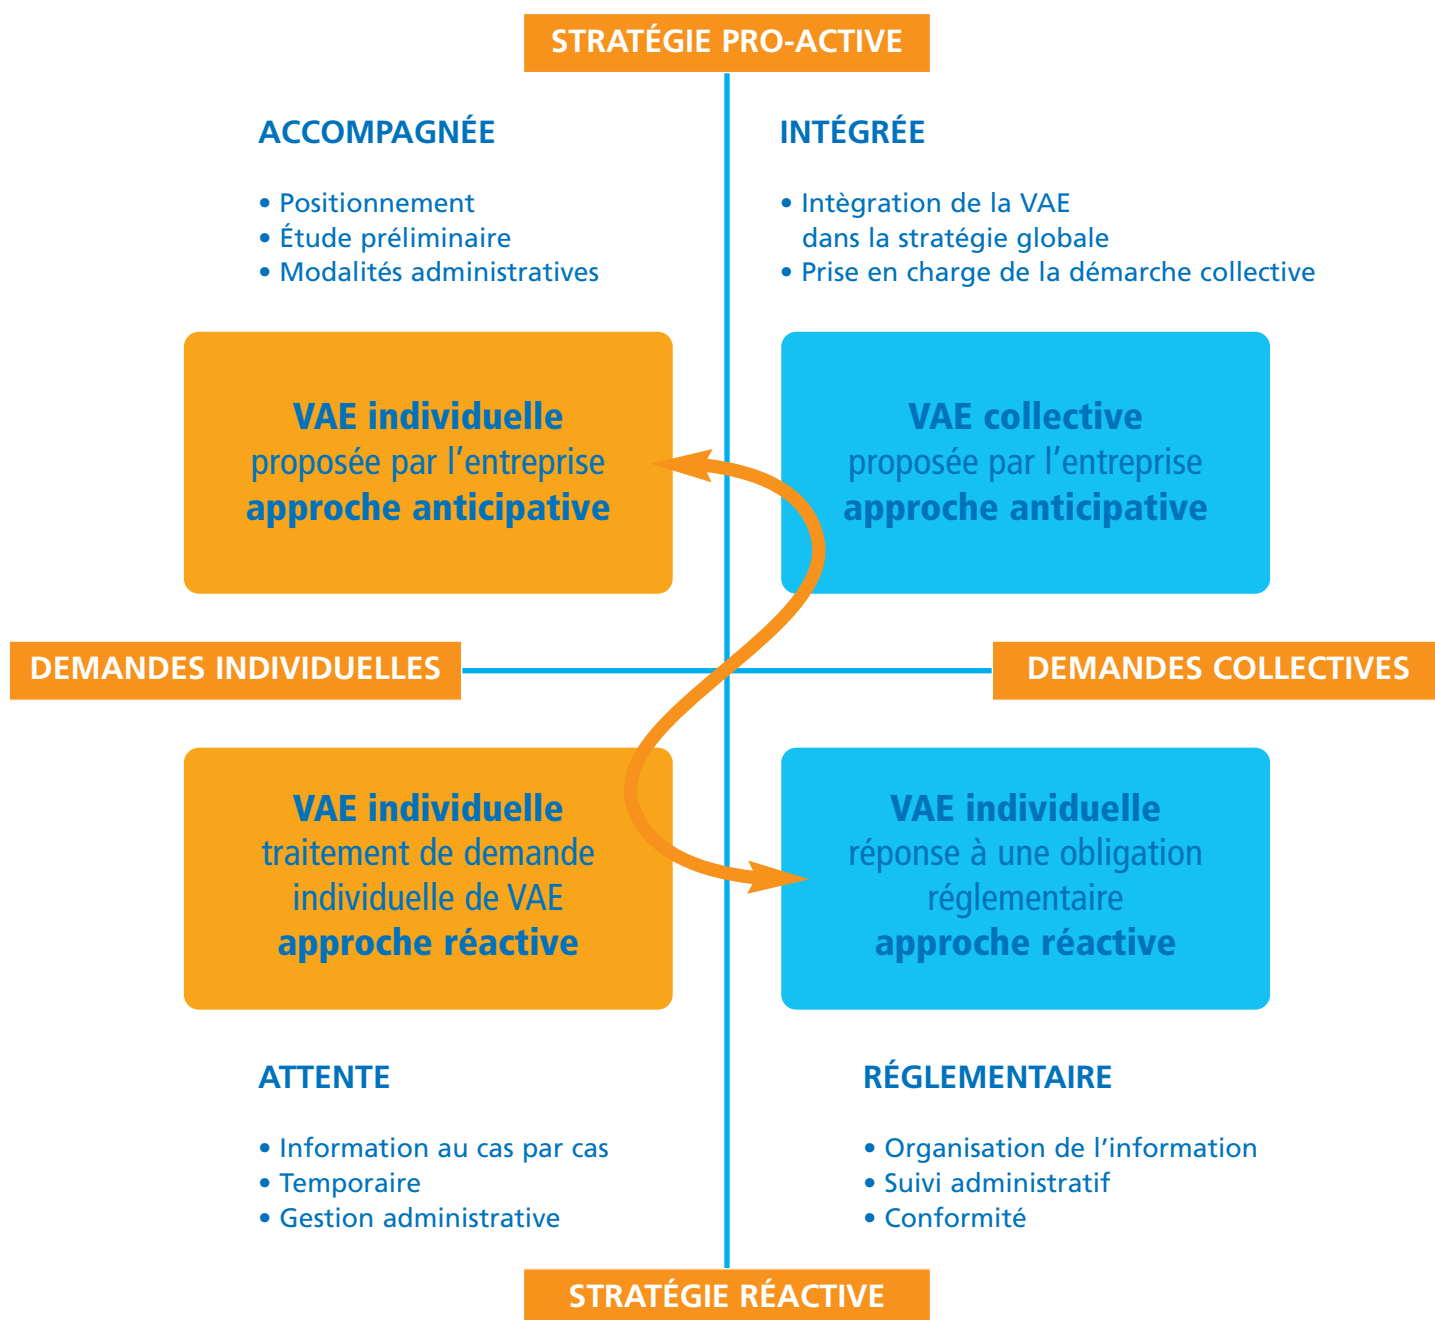 STRATÉGIE PRO-ACTIVE
ACCOMPAGNÉE
• Positionnement
• Étude préliminaire
• Modalités administratives
INTÉGRÉE
• Intègration de la VAE
dans la stratégie globale
• Prise en charge de la démarche collective
VAE individuelle
proposée par l’entreprise
approche anticipative
VAE collective
proposée par l’entreprise
approche anticipative
DEMANDES INDIVIDUELLES
DEMANDES COLLECTIVES
VAE individuelle
traitement de demande
individuelle de VAE
approche réactive
VAE individuelle
réponse à une obligation
réglementaire
approche réactive
ATTENTE
• Information au cas par cas
• Temporaire
• Gestion administrative
RÉGLEMENTAIRE
• Organisation de l’information
• Suivi administratif
• Conformité
STRATÉGIE RÉACTIVE